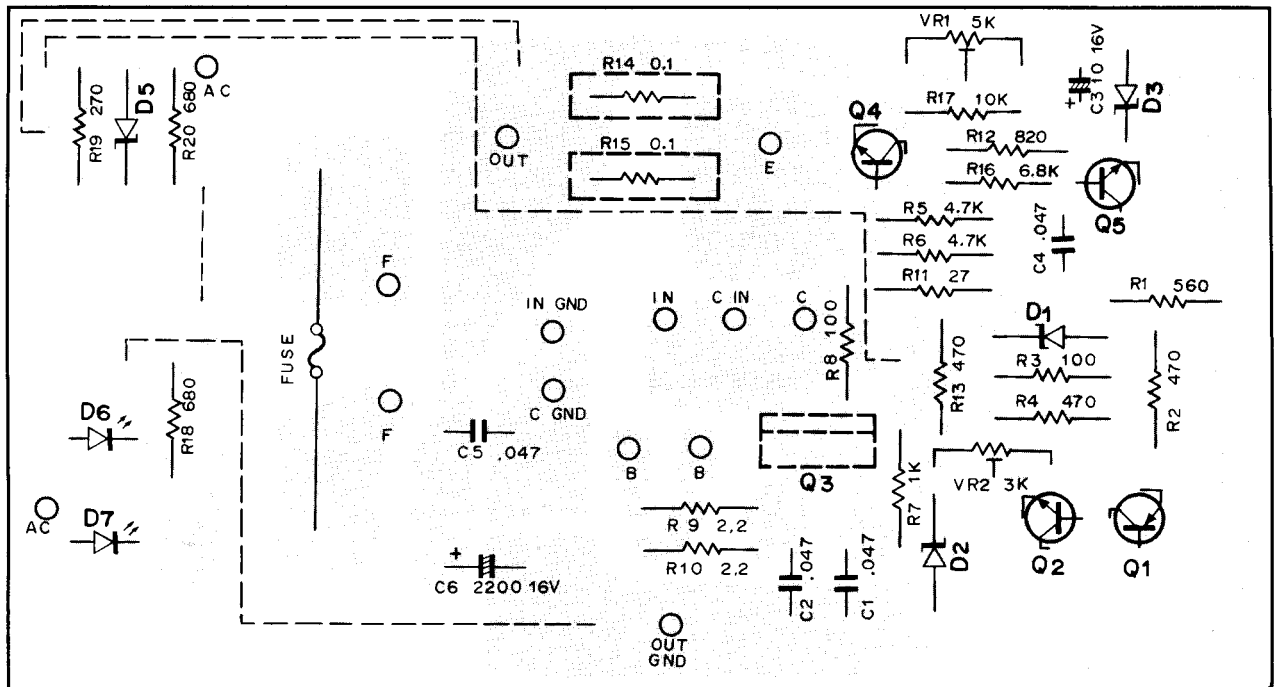 VR1 5K
R14 0.1
AC
R19 270
D5
R20 680
R17 10K
C3 10 16V
+
D3
Q4
OUT
R15 0.1
E
R12 820
R16 6.8K
Q5
R5 4.7K
R6 4.7K
R11 27
C4 .047
F
IN GND
IN
C IN
C
R8 100
R1 560
D1
R3 100
R4 470
R13 470
R2 470
FUSE
C GND
F
D6
R18 680
C5 .047
B
B
Q3
R7 1K
VR2 3K
AC
D7
R 9 2.2
R10 2.2
+
C6 2200 16V
C2 .047
C1 .047
D2
Q2
Q1
OUT
GND